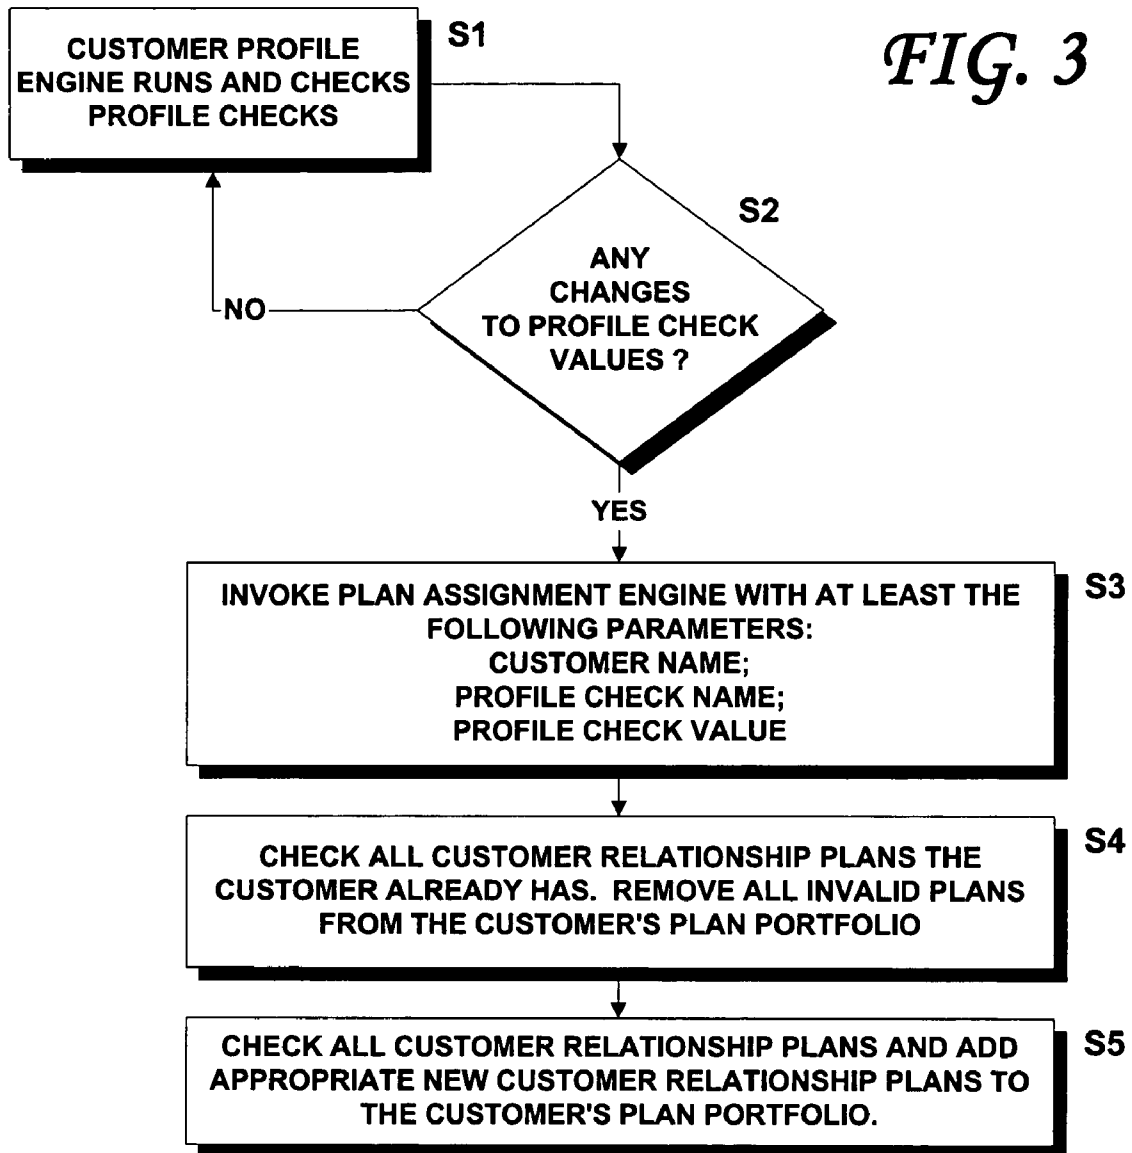 FIG. 3
CUSTOMER PROFILE
ENGINE RUNS AND CHECKS
PROFILE CHECKS
S1
S2
ANY
CHANGES
TO PROFILE CHECK
VALUES ?
NO
YES
INVOKE PLAN ASSIGNMENT ENGINE WITH AT LEAST THE
FOLLOWING PARAMETERS:
CUSTOMER NAME;
PROFILE CHECK NAME;
PROFILE CHECK VALUE
S3
CHECK ALL CUSTOMER RELATIONSHIP PLANS THE
CUSTOMER ALREADY HAS. REMOVE ALL INVALID PLANS
FROM THE CUSTOMER'S PLAN PORTFOLIO
S4
CHECK ALL CUSTOMER RELATIONSHIP PLANS AND ADD
APPROPRIATE NEW CUSTOMER RELATIONSHIP PLANS TO
THE CUSTOMER'S PLAN PORTFOLIO.
S5